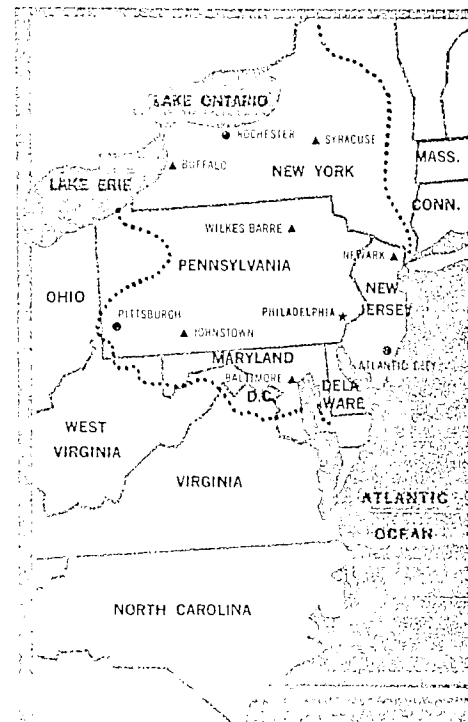 LAKE ONTARIO
ROCHESTER
SYRACUSE
MASS.
BUFFALO
NEW YORK
LAKE ERIE
CONN.
WILKES BARRE
NEWARK
PENNSYLVANIA
OHIO
NEW
JERSEY
PHILADELPHIA
PITTSBURGH
JOHNSTOWN
MARYLAND
ATLANTIC CITY
BALTIMORE
D.C.
DELA
WARE
WEST
VIRGINIA
VIRGINIA
ATLANTIC
OCEAN
NORTH CAROLINA